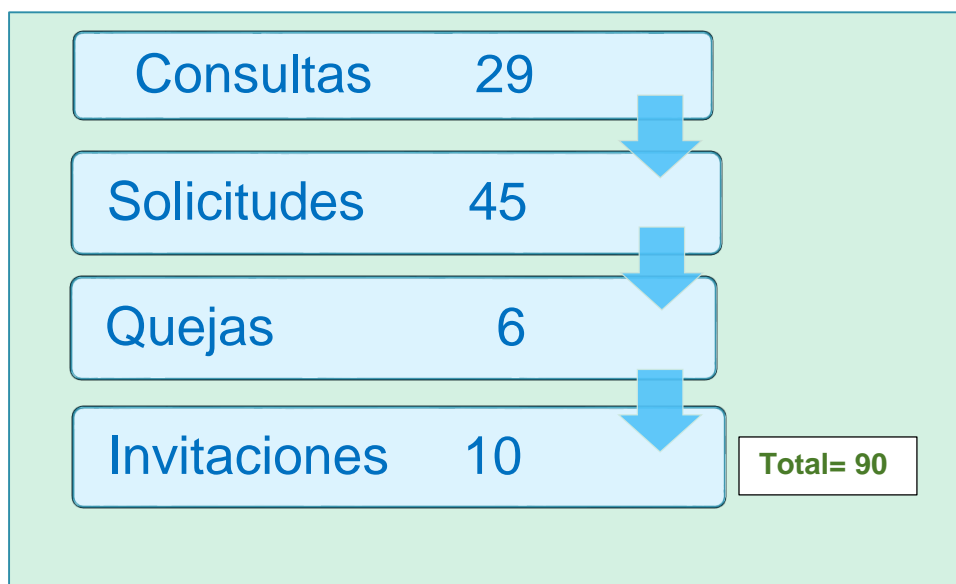 Consultas 29
Solicitudes 45
Quejas 6
Invitaciones 10
Total= 90